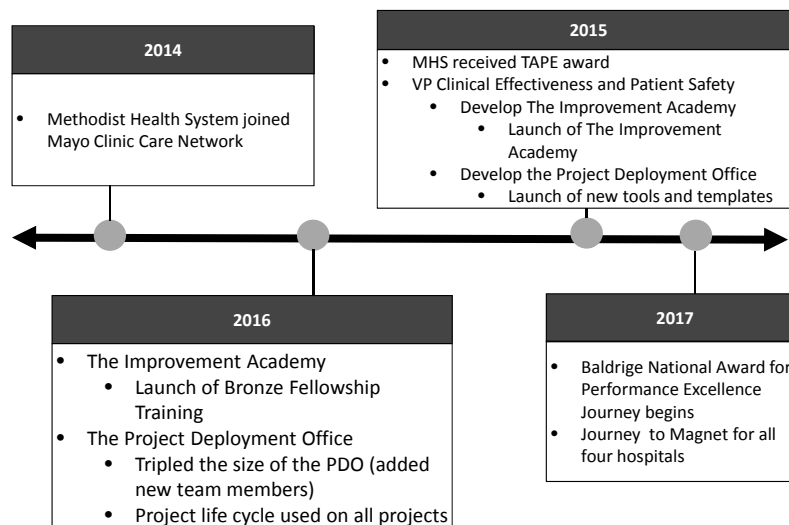 2014
• Methodist Health System joined
Mayo Clinic Care Network
2015
• MHS received TAPE award
• VP Clinical Effectiveness and Patient Safety
• Develop The Improvement Academy
• Launch of The Improvement
Academy
• Develop the Project Deployment Office
• Launch of new tools and templates
2016
• The Improvement Academy
• Launch of Bronze Fellowship
Training
• The Project Deployment Office
• Tripled the size of the PDO (added
new team members)
• Project life cycle used on all projects
2017
• Baldrige National Award for
Performance Excellence
Journey begins
• Journey to Magnet for all
four hospitals